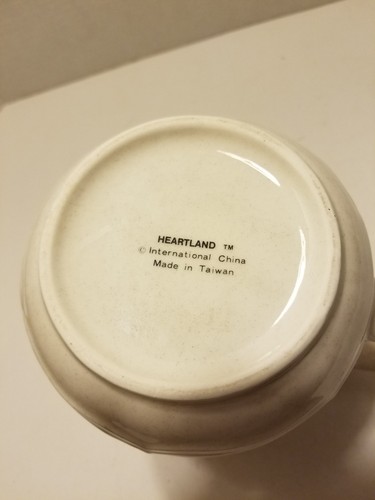 HEARTLAND ™
© International China
Made in Taiwan